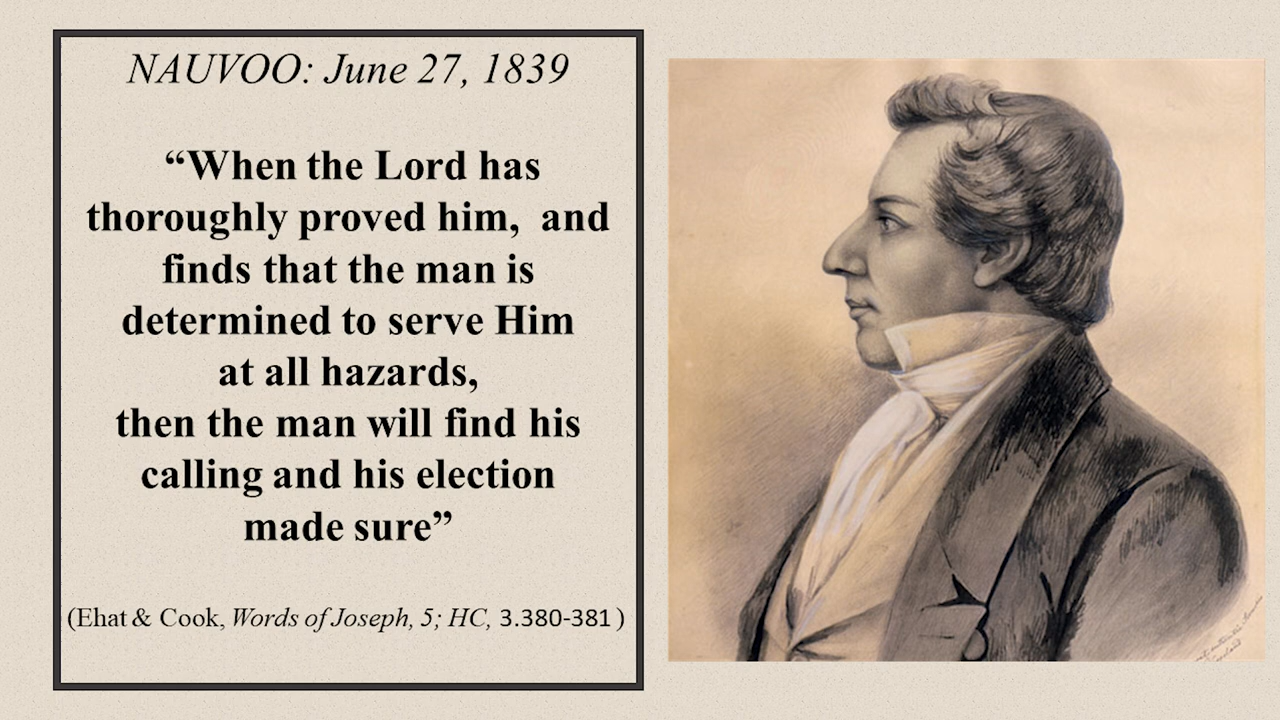 NAUVOO: June 27, 1839
“When the Lord has
thoroughly proved him,  and
finds that the man is
determined to serve Him
at all hazards,
then the man will find his
calling and his election
made sure”
(Ehat & Cook, Words of Joseph, 5; HC, 3.380-381 )